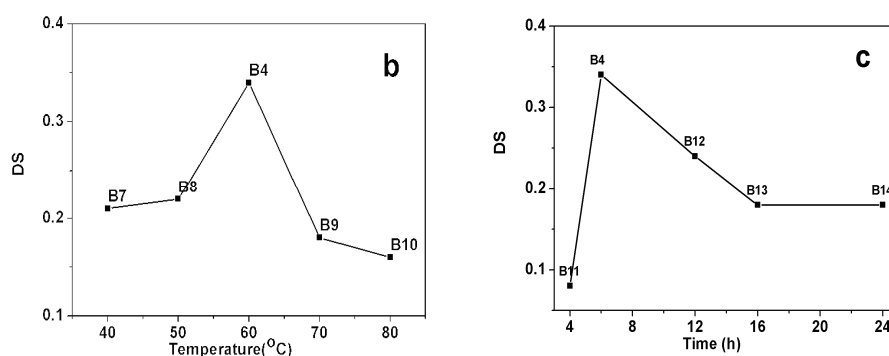 b
0.4
0.3
0.2
0.1
DS
B7
B8
B4
B9
B10
40 50 60 70 80
Temperature(°C)
c
0.4
0.3
0.2
0.1
DS
B11
B4
B12
B13
B14
4 8 12 16 20 24
Time (h)